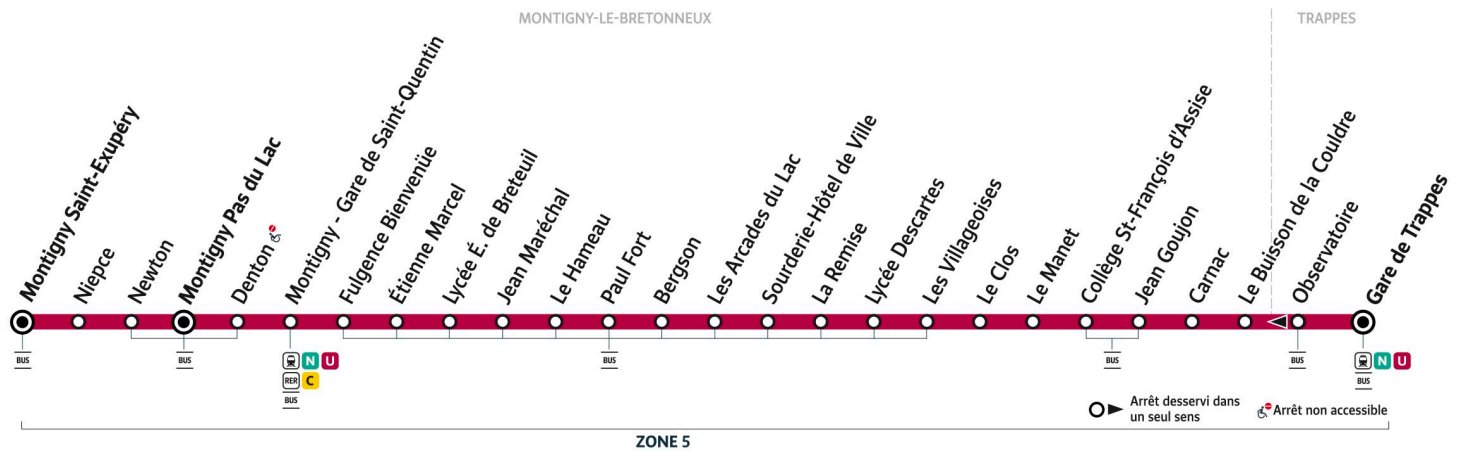 MONTIGNY-LE-BRETONNEUX
TRAPPES
Montigny Saint-Exupéry
Niepce
Newton
Montigny Pas du Lac
Denton
Montigny - Gare de Saint-Quentin
Fulgence Bienvenüe
Étienne Marcel
Lycée É. de Breteuil
Jean Maréchal
Le Hameau
Paul Fort
Bergson
Les Arcades du Lac
Sourderie-Hôtel de Ville
La Remise
Lycée Descartes
Les Villageoises
Le Clos
Le Manet
Collège St-François d'Assise
Jean Goujon
Carnac
Le Buisson de la Couldre
Observatoire
Gare de Trappes
BUS
BUS
N U
RER C
BUS
BUS
BUS
BUS
N U
BUS
Arrêt desservi dans
un seul sens
Arrêt non accessible
ZONE 5